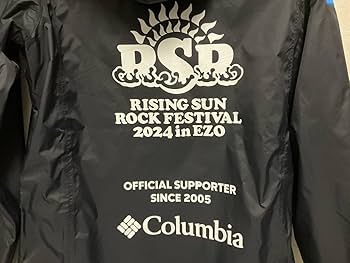 RSR
RISING SUN
ROCK FESTIVAL
2024 in EZO
OFFICIAL SUPPORTER
SINCE 2005
Columbia